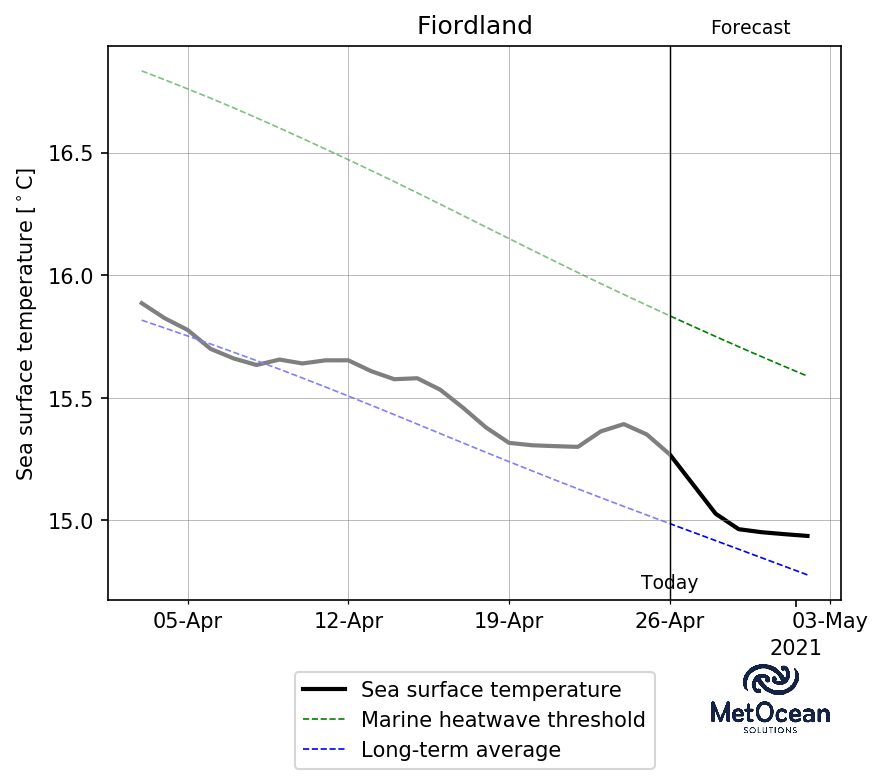 Fiordland
Forecast
Sea surface temperature [°C]
16.5
16.0
15.5
15.0
Today
05-Apr
12-Apr
19-Apr
26-Apr
03-May
2021
Sea surface temperature
Marine heatwave threshold
Long-term average
MetOcean
SOLUTIONS